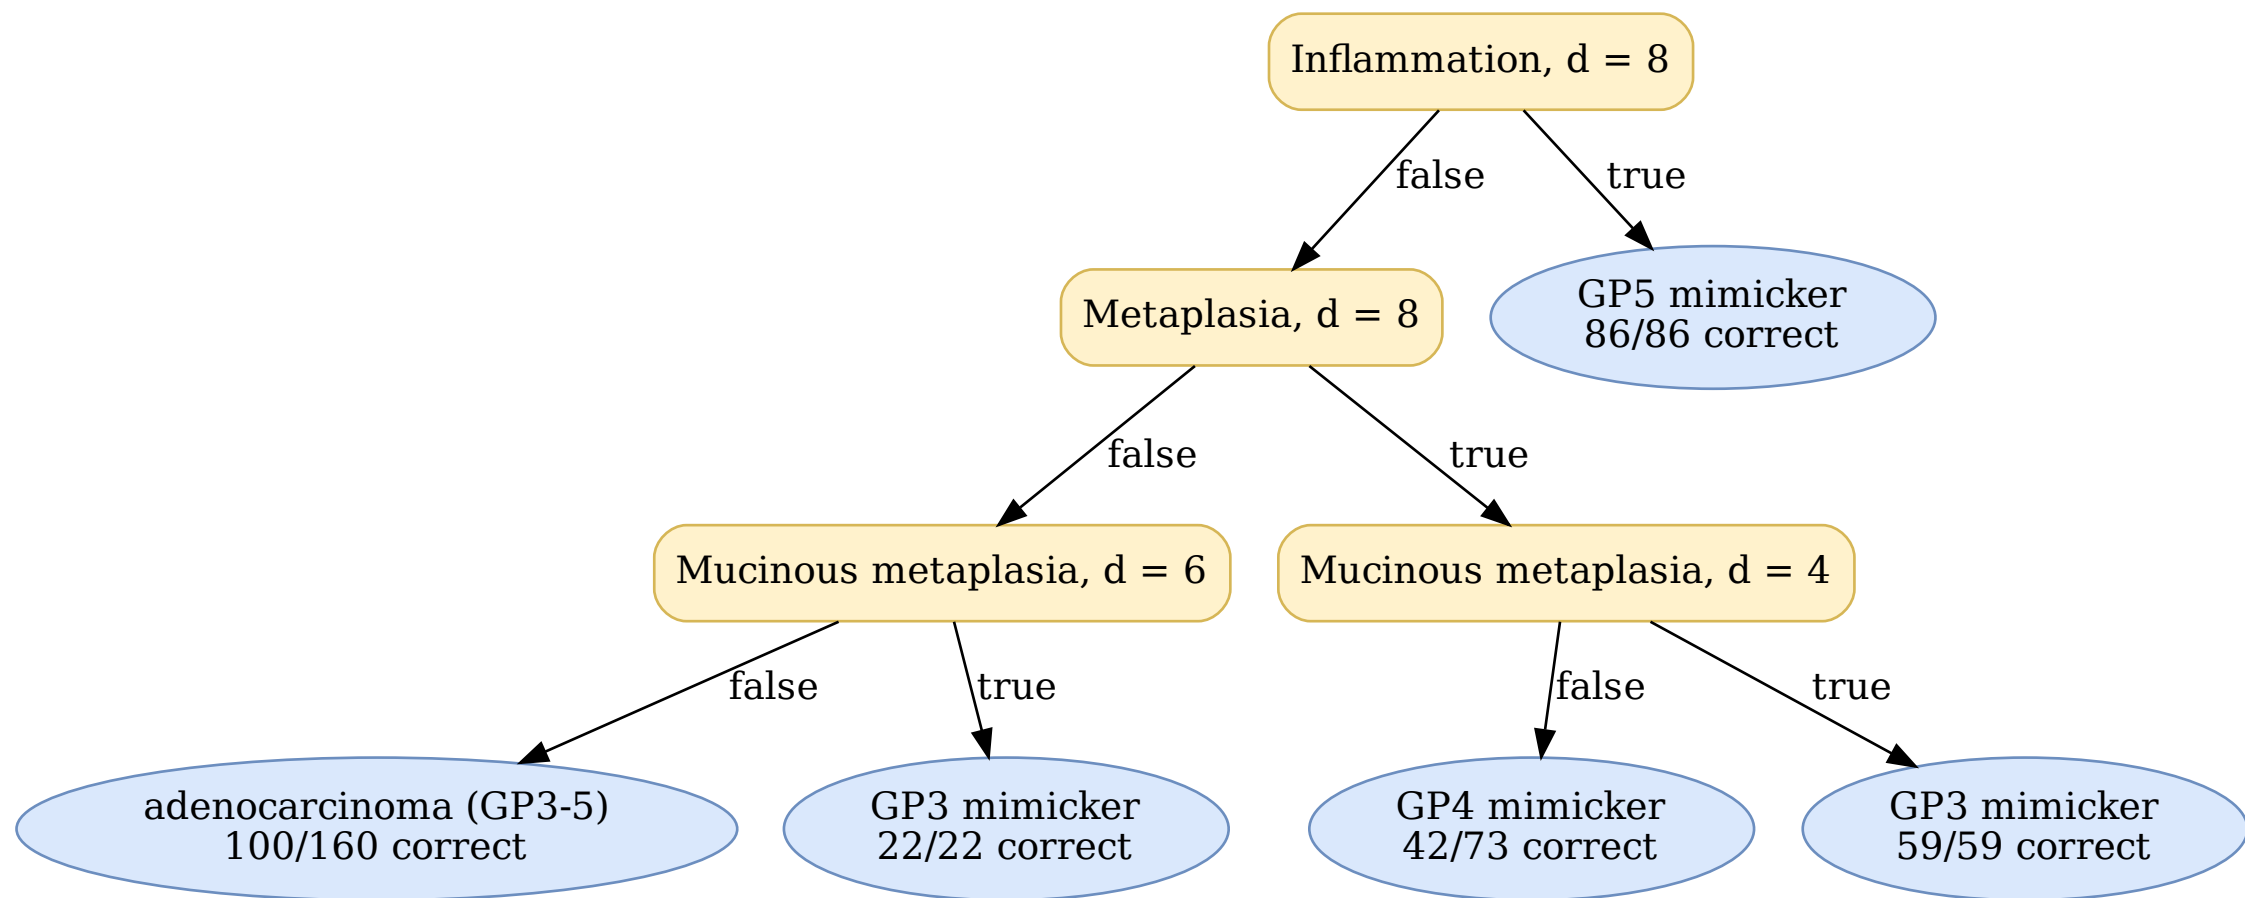 Inflammation, d = 8
false
true
Metaplasia, d = 8
GP5 mimicker
86/86 correct
false
true
Mucinous metaplasia, d = 6
Mucinous metaplasia, d = 4
false
true
false
true
adenocarcinoma (GP3-5)
100/160 correct
GP3 mimicker
22/22 correct
GP4 mimicker
42/73 correct
GP3 mimicker
59/59 correct